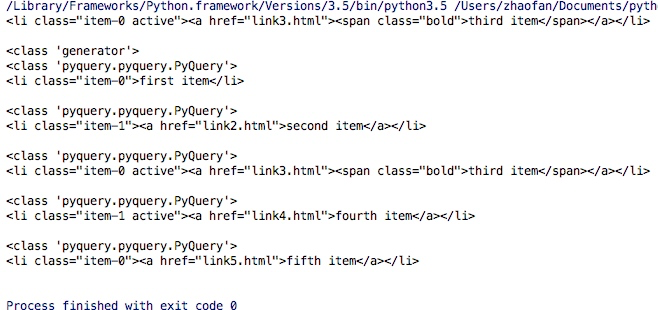 /Library/Frameworks/Python.framework/Versions/3.5/bin/python3.5 /Users/zhaofan/Documents/pyth
<li class="item-0 active"><a href="link3.html"><span class="bold">third item</span></a></li>
<class 'generator'>
<class 'pyquery.pyquery.PyQuery'>
<li class="item-0">first item</li>
<class 'pyquery.pyquery.PyQuery'>
<li class="item-1"><a href="link2.html">second item</a></li>
<class 'pyquery.pyquery.PyQuery'>
<li class="item-0 active"><a href="link3.html"><span class="bold">third item</span></a></li>
<class 'pyquery.pyquery.PyQuery'>
<li class="item-1 active"><a href="link4.html">fourth item</a></li>
<class 'pyquery.pyquery.PyQuery'>
<li class="item-0"><a href="link5.html">fifth item</a></li>
Process finished with exit code 0